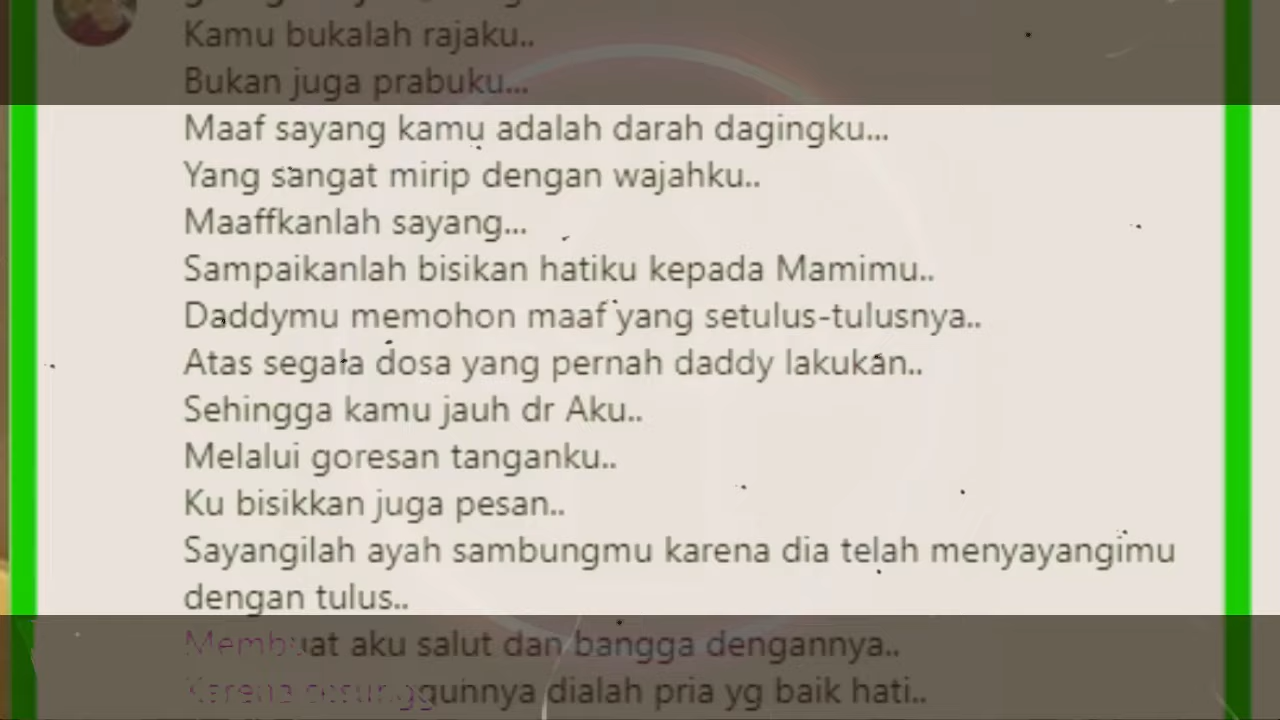 Kamu bukalah rajaku..
Bukan juga prabuku...
Maaf sayang kamu adalah darah dagingku...
Yang sangat mirip dengan wajahku..
Maaffkanlah sayang...
Sampaikanlah bisikan hatiku kepada Mamimu..
Daddymu memohon maaf yang setulus-tulusnya..
Atas segala dosa yang pernah daddy lakukan..
Sehingga kamu jauh dr Aku..
Melalui goresan tanganku..
Ku bisikkan juga pesan..
Sayangilah ayah sambungmu karena dia telah menyayangimu
dengan tulus..
Membuat aku salut dan bangga dengannya..
Karena sesungguhnya dialah pria yg baik hati..